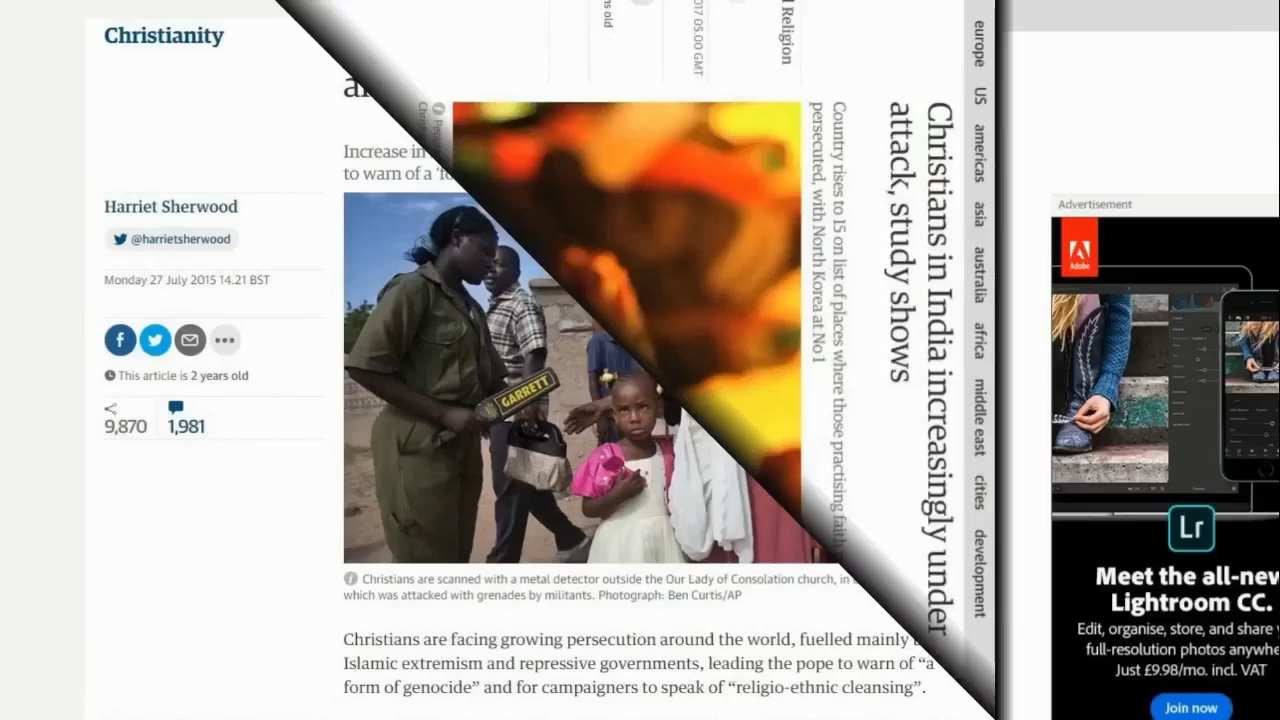 Christianity
Increase in
to warn of a
Harriet Sherwood
@harrietsherwood
Monday 27 July 2015 14.21 BST
This article is 2 years old
9,870
1,981
GARRETT
Christians are scanned with a metal detector outside the Our Lady of Consolation church, in
which was attacked with grenades by militants. Photograph: Ben Curtis/AP
Christians are facing growing persecution around the world, fuelled mainly
Islamic extremism and repressive governments, leading the pope to warn of “a
form of genocide” and for campaigners to speak of “religio-ethnic cleansing”.
europe US americas asia australia africa middle east cities development
Christians in India increasingly under
attack, study shows
Country rises to 15 on list of places where those practising faith
persecuted, with North Korea at No 1
Religion
05.00 GMT
old
Advertisement
Adobe
Lr
Meet the all-new
Lightroom CC.
Edit, organise, store, and share
full-resolution photos
Just £9.98/mo. incl. VAT
Join now